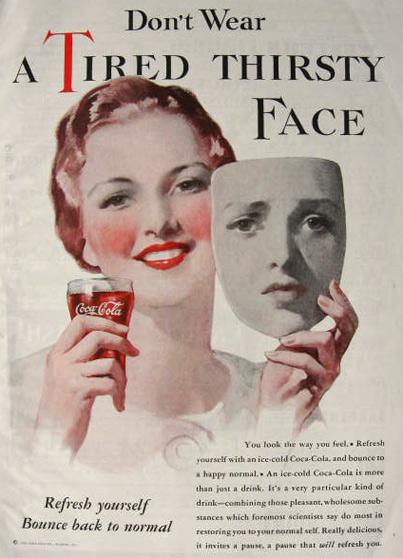 Don't Wear
A TIRED THIRSTY
FACE
Coca-Cola
You look the way you feel. • Refresh
yourself with an ice-cold Coca-Cola, and bounce to
a happy normal. • An ice-cold Coca-Cola is more
than just a drink. It's a very particular kind of
drink—combining those pleasant, wholesome sub-
stances which foremost scientists say do most in
restoring you to your normal self. Really delicious,
it invites a pause, a pause that will refresh you.
Refresh yourself
Bounce back to normal